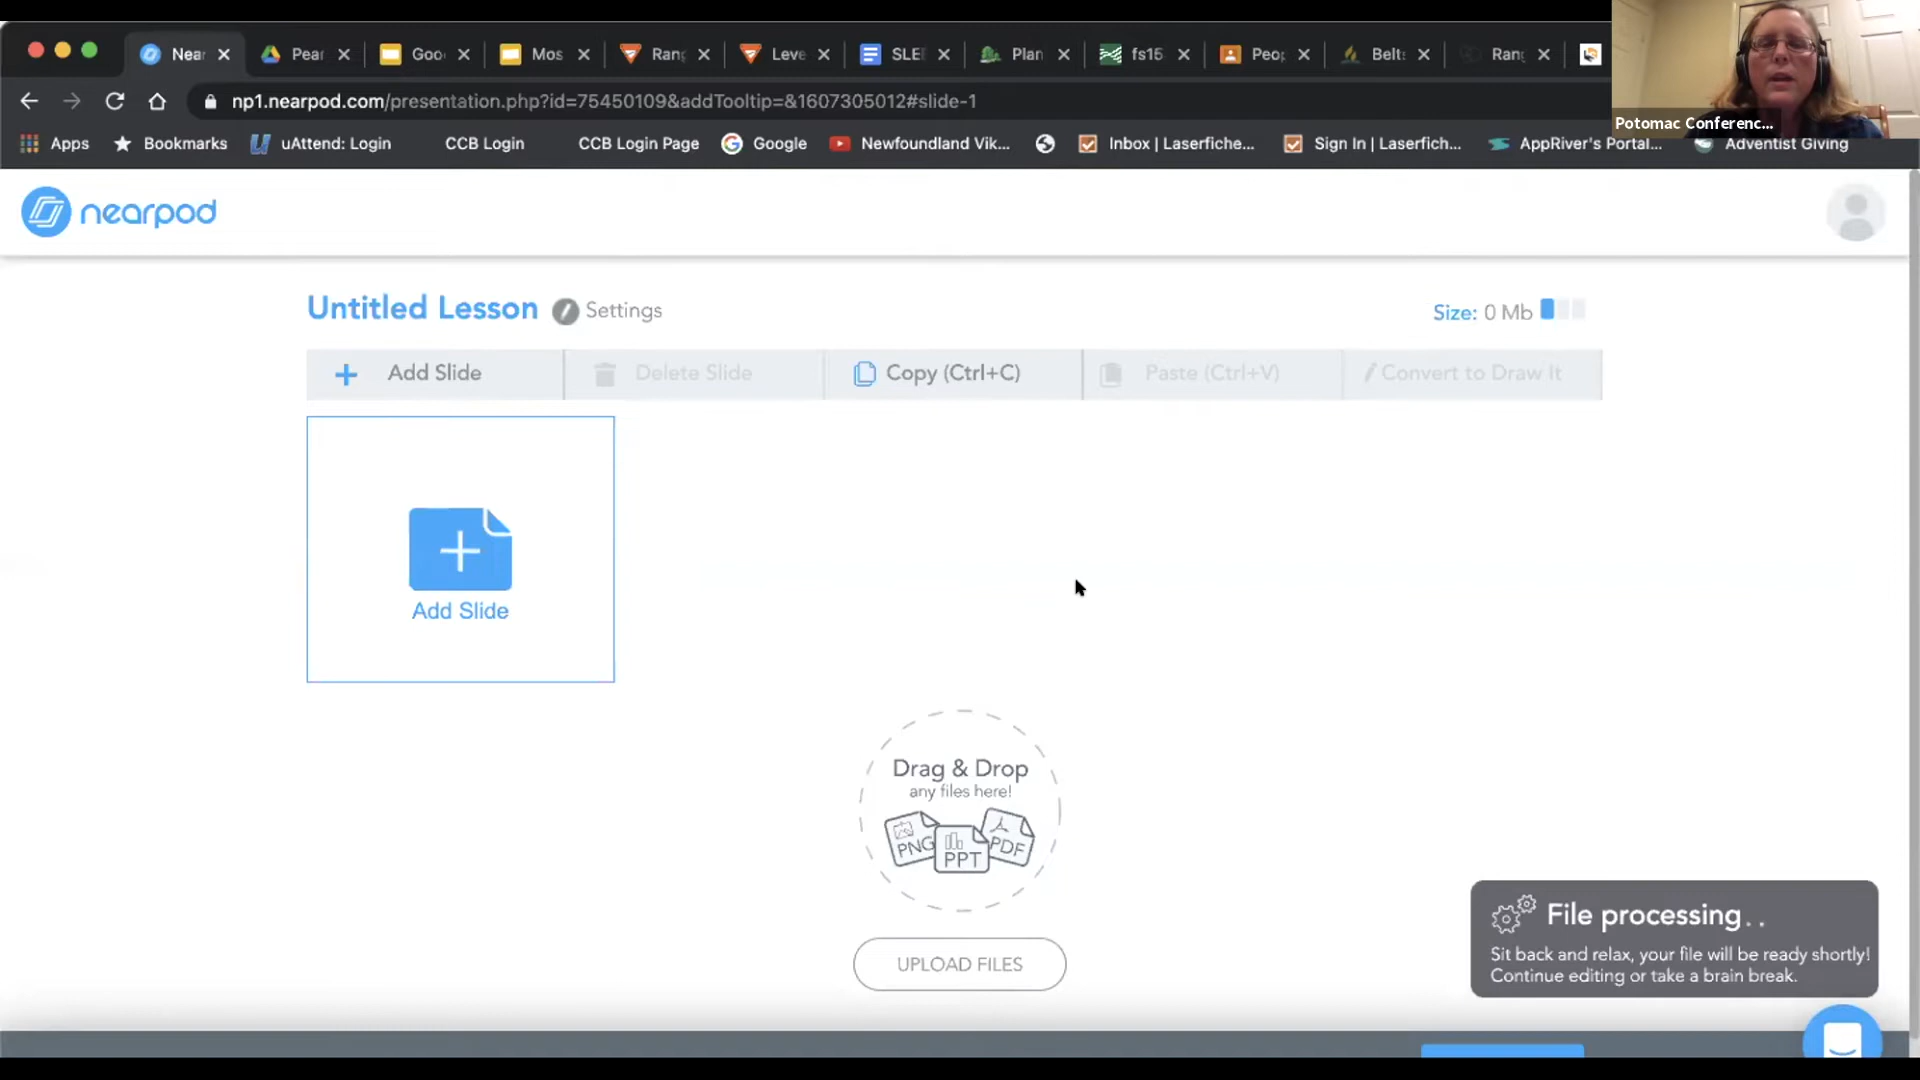 Near
Pear
Goo
Mos
Rang
Leve
SLE
Plan
fs15
Peop
Belts
Rang
np1.nearpod.com/presentation.php?id=75450109&addTooltip=&1607305012#slide-1
Potomac Conferenc...
Apps
Bookmarks
uAttend: Login
CCB Login
CCB Login Page
Google
Newfoundland Vik...
Inbox | Laserfiche...
Sign In | Laserfich...
AppRiver's Portal...
Adventist Giving
nearpod
Untitled Lesson
Settings
Size: 0 Mb
Add Slide
Delete Slide
Copy (Ctrl+C)
Paste (Ctrl+V)
Convert to Draw It
Add Slide
Drag & Drop
any files here!
PNG
PPT
PDF
UPLOAD FILES
File processing..
Sit back and relax, your file will be ready shortly!
Continue editing or take a brain break.